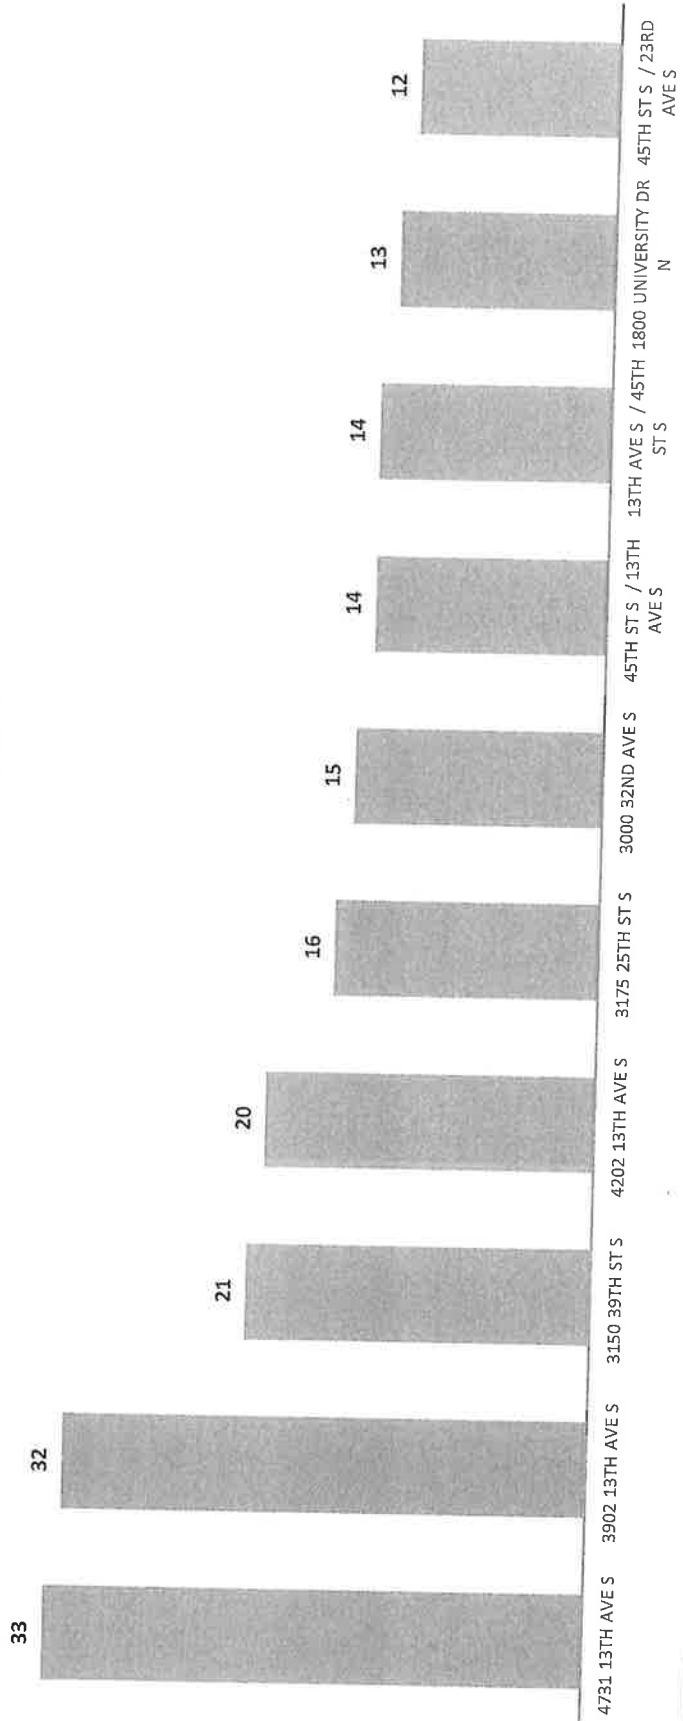 33
32
21
20
16
15
14
14
13
12
4731 13TH AVE S
3902 13TH AVE S
3150 39TH ST S
4202 13TH AVE S
3175 25TH ST S
3000 32ND AVE S
45TH ST S / 13TH
AVE S
13TH AVE S / 45TH
ST S
1800 UNIVERSITY DR
N
45TH ST S / 23RD
AVE S